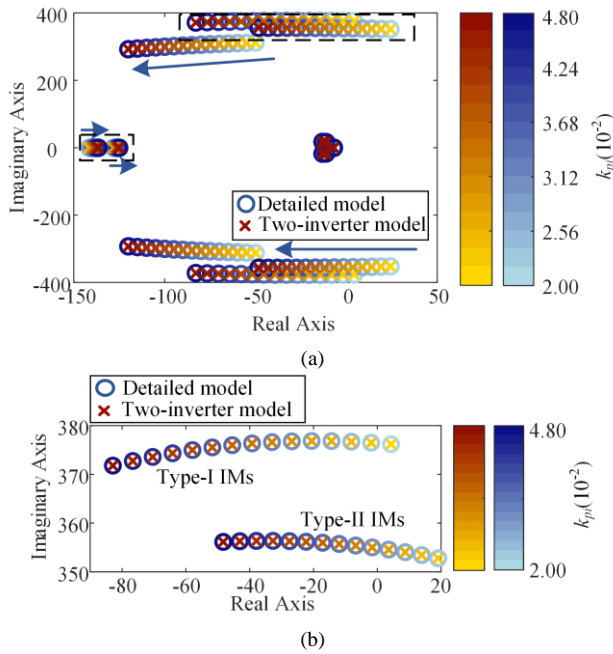 400
200
0
-200
-400
Imaginary Axis
-150
-100
-50
0
50
Real Axis
Detailed model
Two-inverter model
4.80
4.24
3.68
3.12
2.56
2.00
k_pi(10^-2)
(a)
Detailed model
Two-inverter model
380
370
360
350
Imaginary Axis
Type-I IMs
Type-II IMs
-80
-60
-40
-20
0
20
Real Axis
4.80
2.00
k_pi(10^-2)
(b)